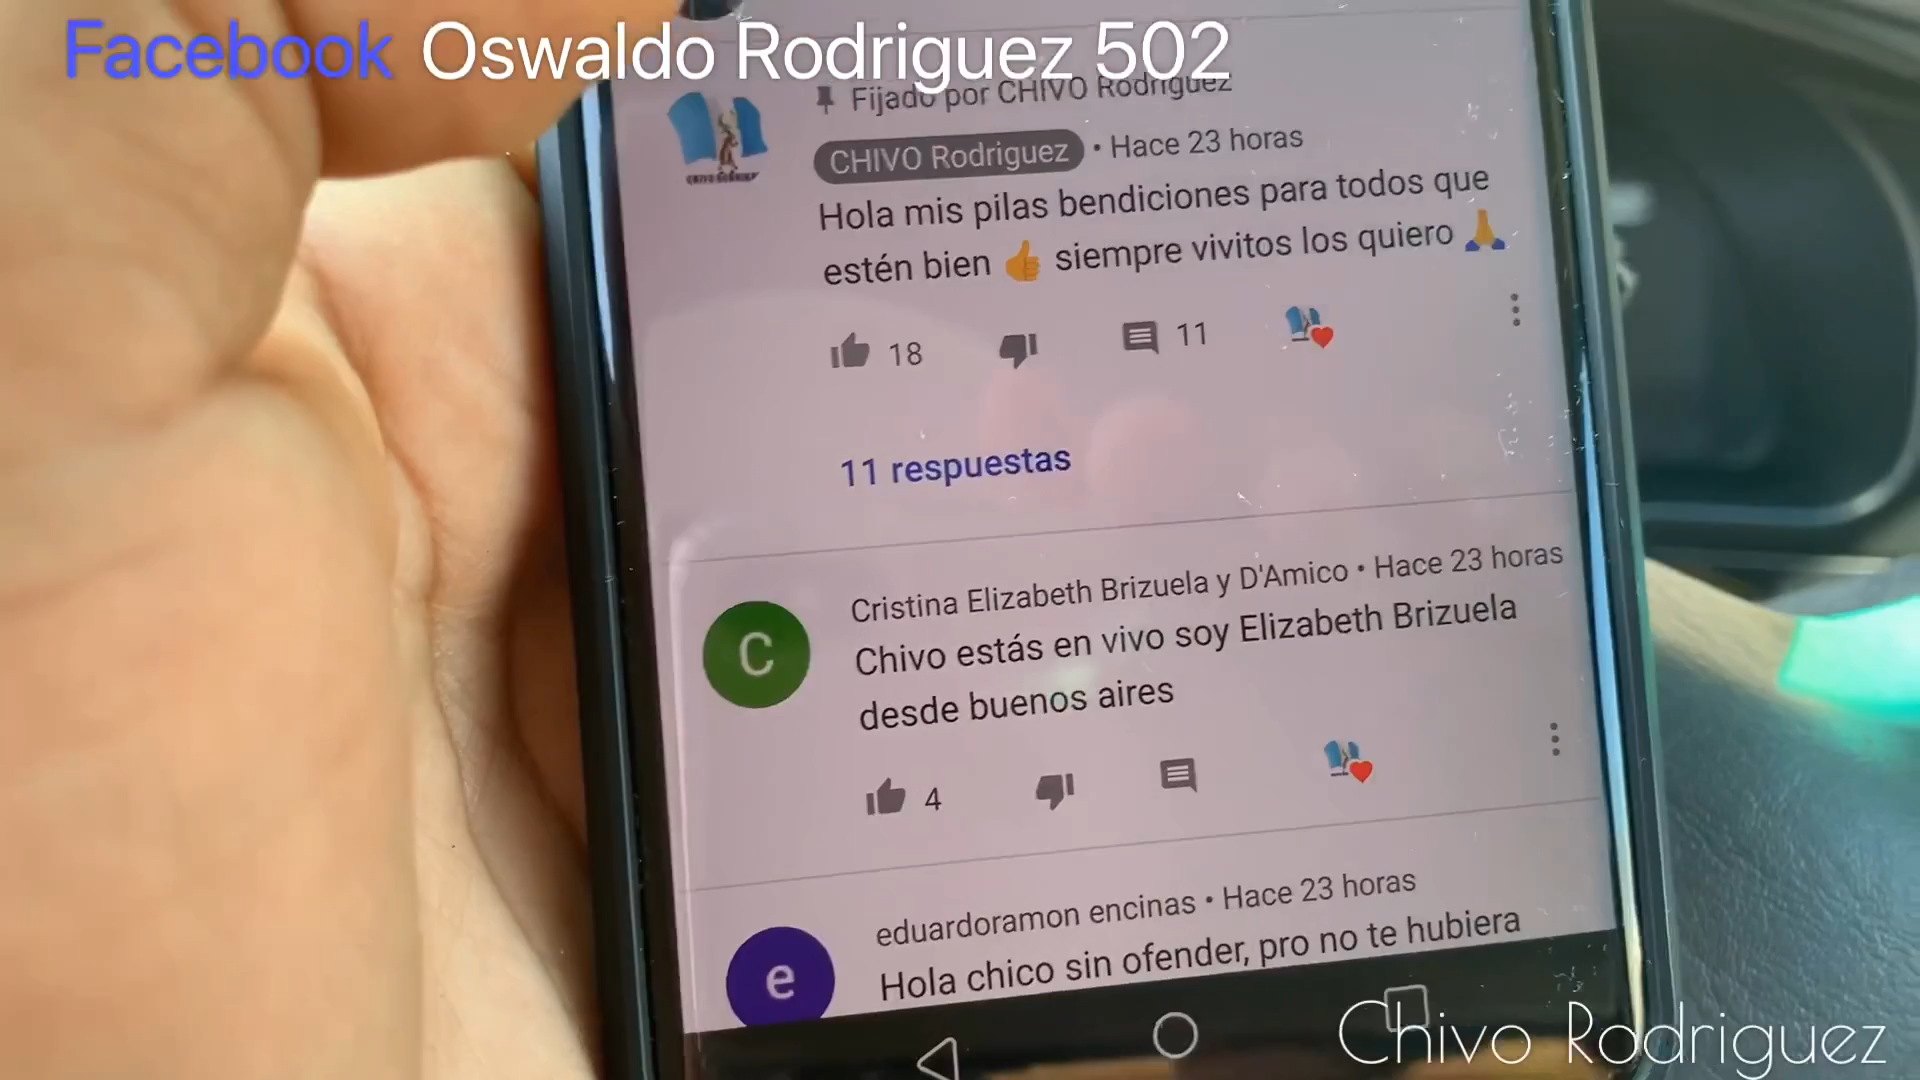 Facebook Oswaldo Rodriguez 502
Fijado por CHIVO Rodriguez
CHIVO Rodriguez • Hace 23 horas
Hola mis pilas bendiciones para todos que
estén bien 👍 siempre vivitos los quiero 🙏
18 11
11 respuestas
Cristina Elizabeth Brizuela y D'Amico • Hace 23 horas
C
Chivo estás en vivo soy Elizabeth Brizuela
desde buenos aires
4
eduardoramon encinas • Hace 23 horas
e
Hola chico sin ofender, pro no te hubiera
Chivo Rodriguez